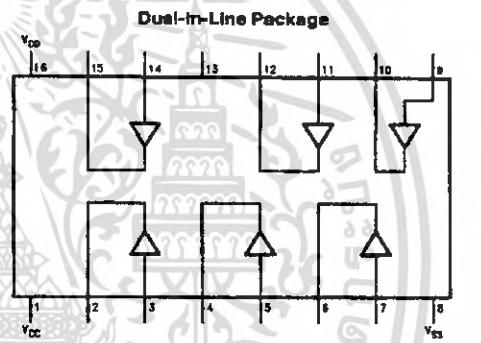 Dual-In-Line Package
VDD
16 15 14 13 12 11 10 9
1 2 3 4 5 6 7 8
VCC VSS